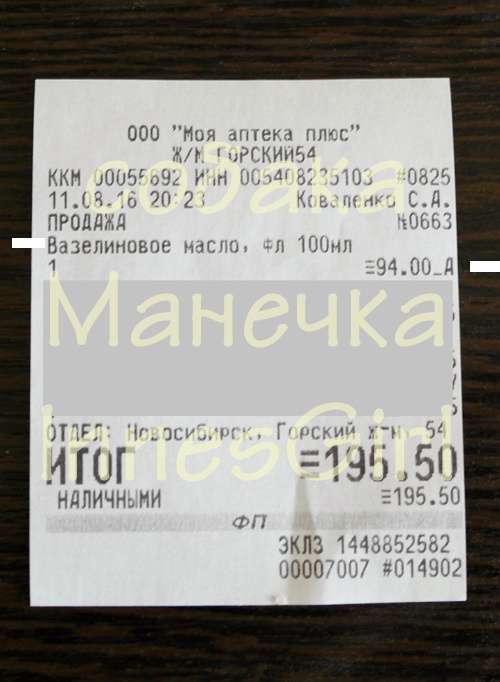 ООО "Моя аптека плюс"
Ж/М ГОРСКИЙ54
собака
ККМ 00055692 ИНН 005408235103 #0825
11.08.16 20:23 Коваленко С.А.
ПРОДАЖА №0663
Вазелиновое масло, фл 100мл
1 ≡94.00_А
Манечка
ОТДЕЛ: Новосибирск, Горский ж-м, 54
IrnesGirl
ИТОГ ≡195.50
НАЛИЧНЫМИ ≡195.50
ФП
ЭКЛЗ 1448852582
00007007 #014902